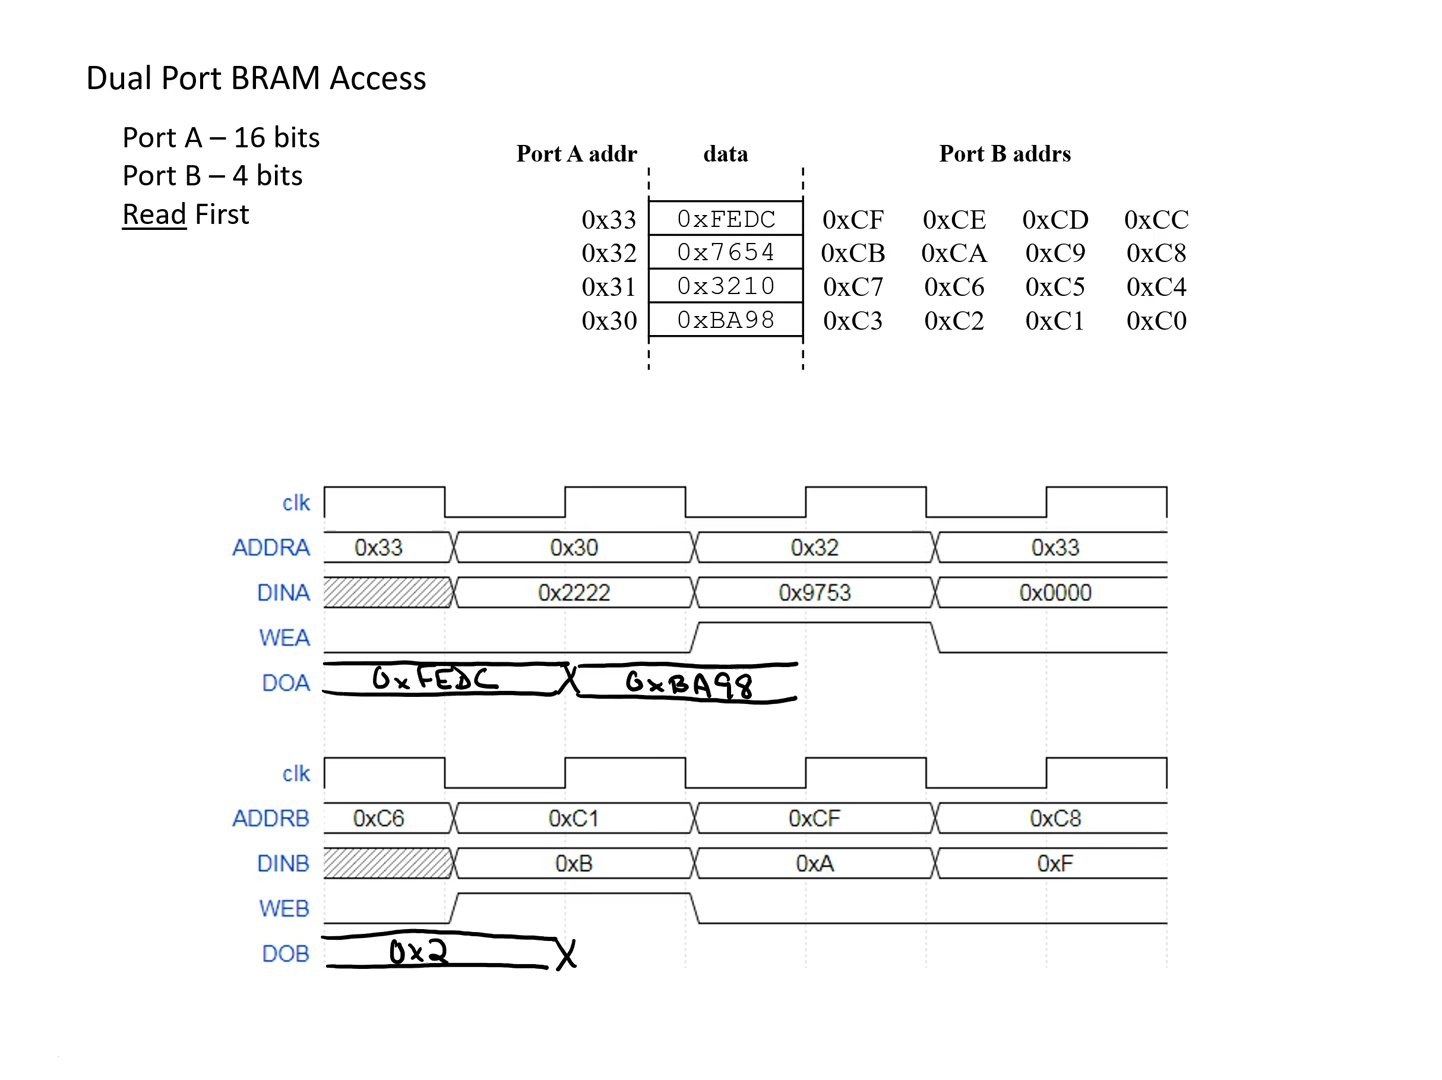 Dual Port BRAM Access
Port A – 16 bits
Port B – 4 bits
Read First
Port A addr data Port B addrs
0x33 0xFEDC 0xCF 0xCE 0xCD 0xCC
0x32 0x7654 0xCB 0xCA 0xC9 0xC8
0x31 0x3210 0xC7 0xC6 0xC5 0xC4
0x30 0xBA98 0xC3 0xC2 0xC1 0xC0
clk
ADDRA 0x33 0x30 0x32 0x33
DINA 0x2222 0x9753 0x0000
WEA
DOA 0xFEDC 0xBA98
clk
ADDRB 0xC6 0xC1 0xCF 0xC8
DINB 0xB 0xA 0xF
WEB
DOB 0x2